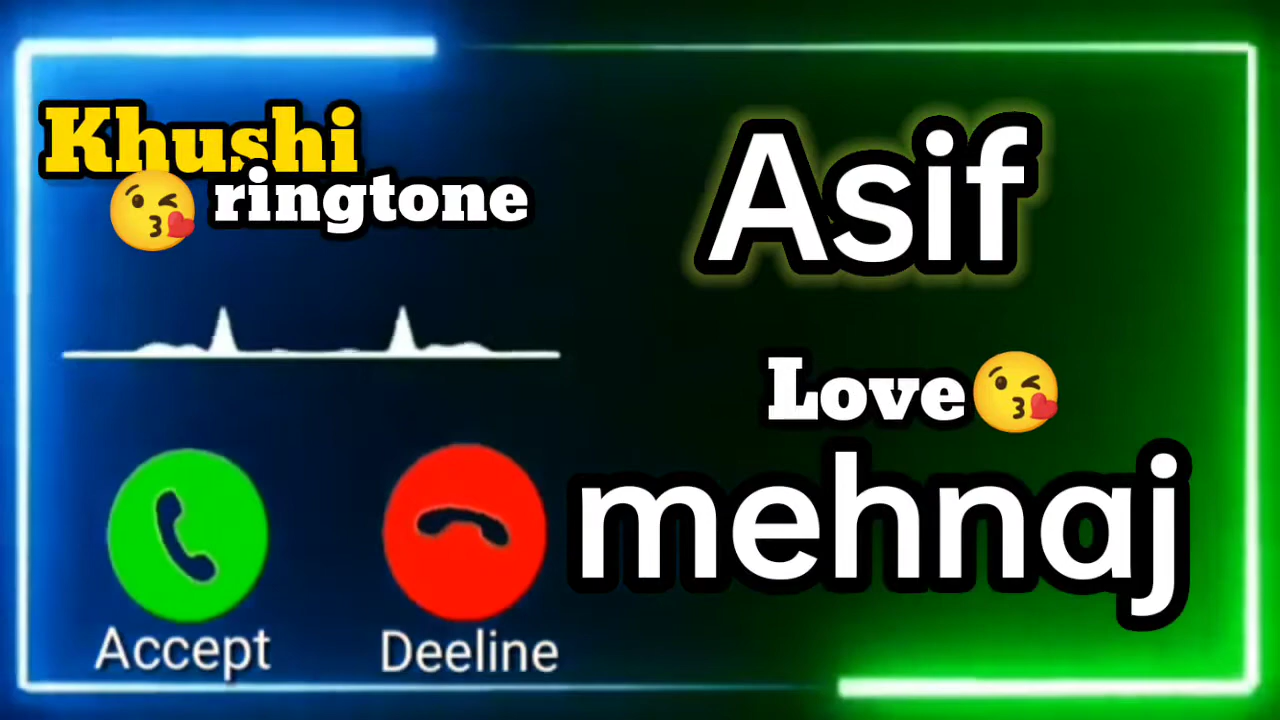 Khushi
😘 ringtone
Asif
Love😘
mehnaj
Accept
Deeline